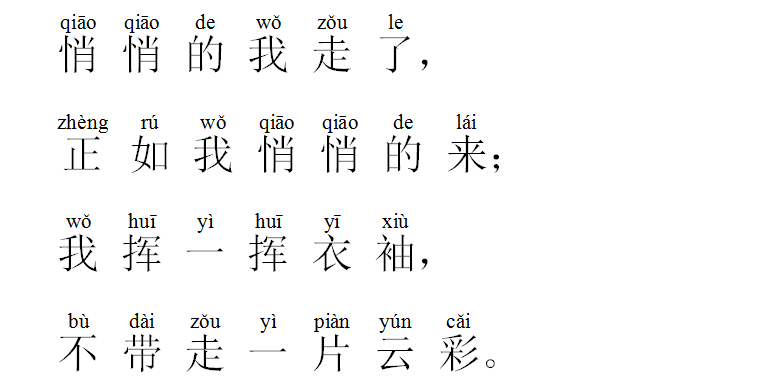 qiāo qiāo de wǒ zǒu le
悄悄的我走了，
zhèng rú wǒ qiāo qiāo de lái
正如我悄悄的来；
wǒ huī yì huī yī xiù
我挥一挥衣袖，
bù dài zǒu yì piàn yún cǎi
不带走一片云彩。